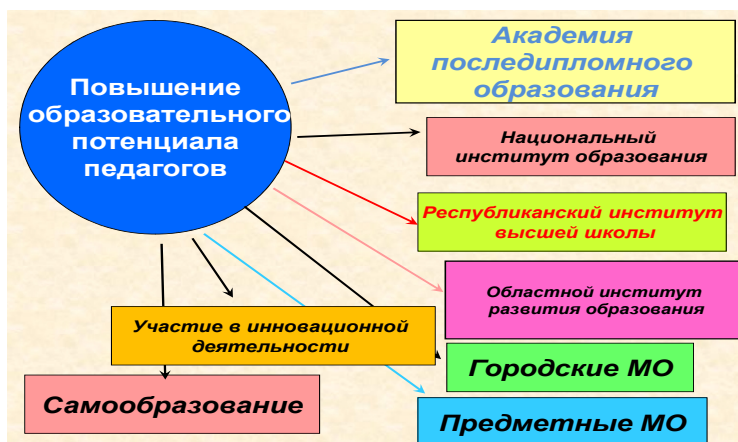 Повышение
образовательного
потенциала
педагогов
Академия
последипломного
образования
Национальный
институт образования
Республиканский институт
высшей школы
Областной институт
развития образования
Участие в инновационной
деятельности
Городские МО
Самообразование
Предметные МО